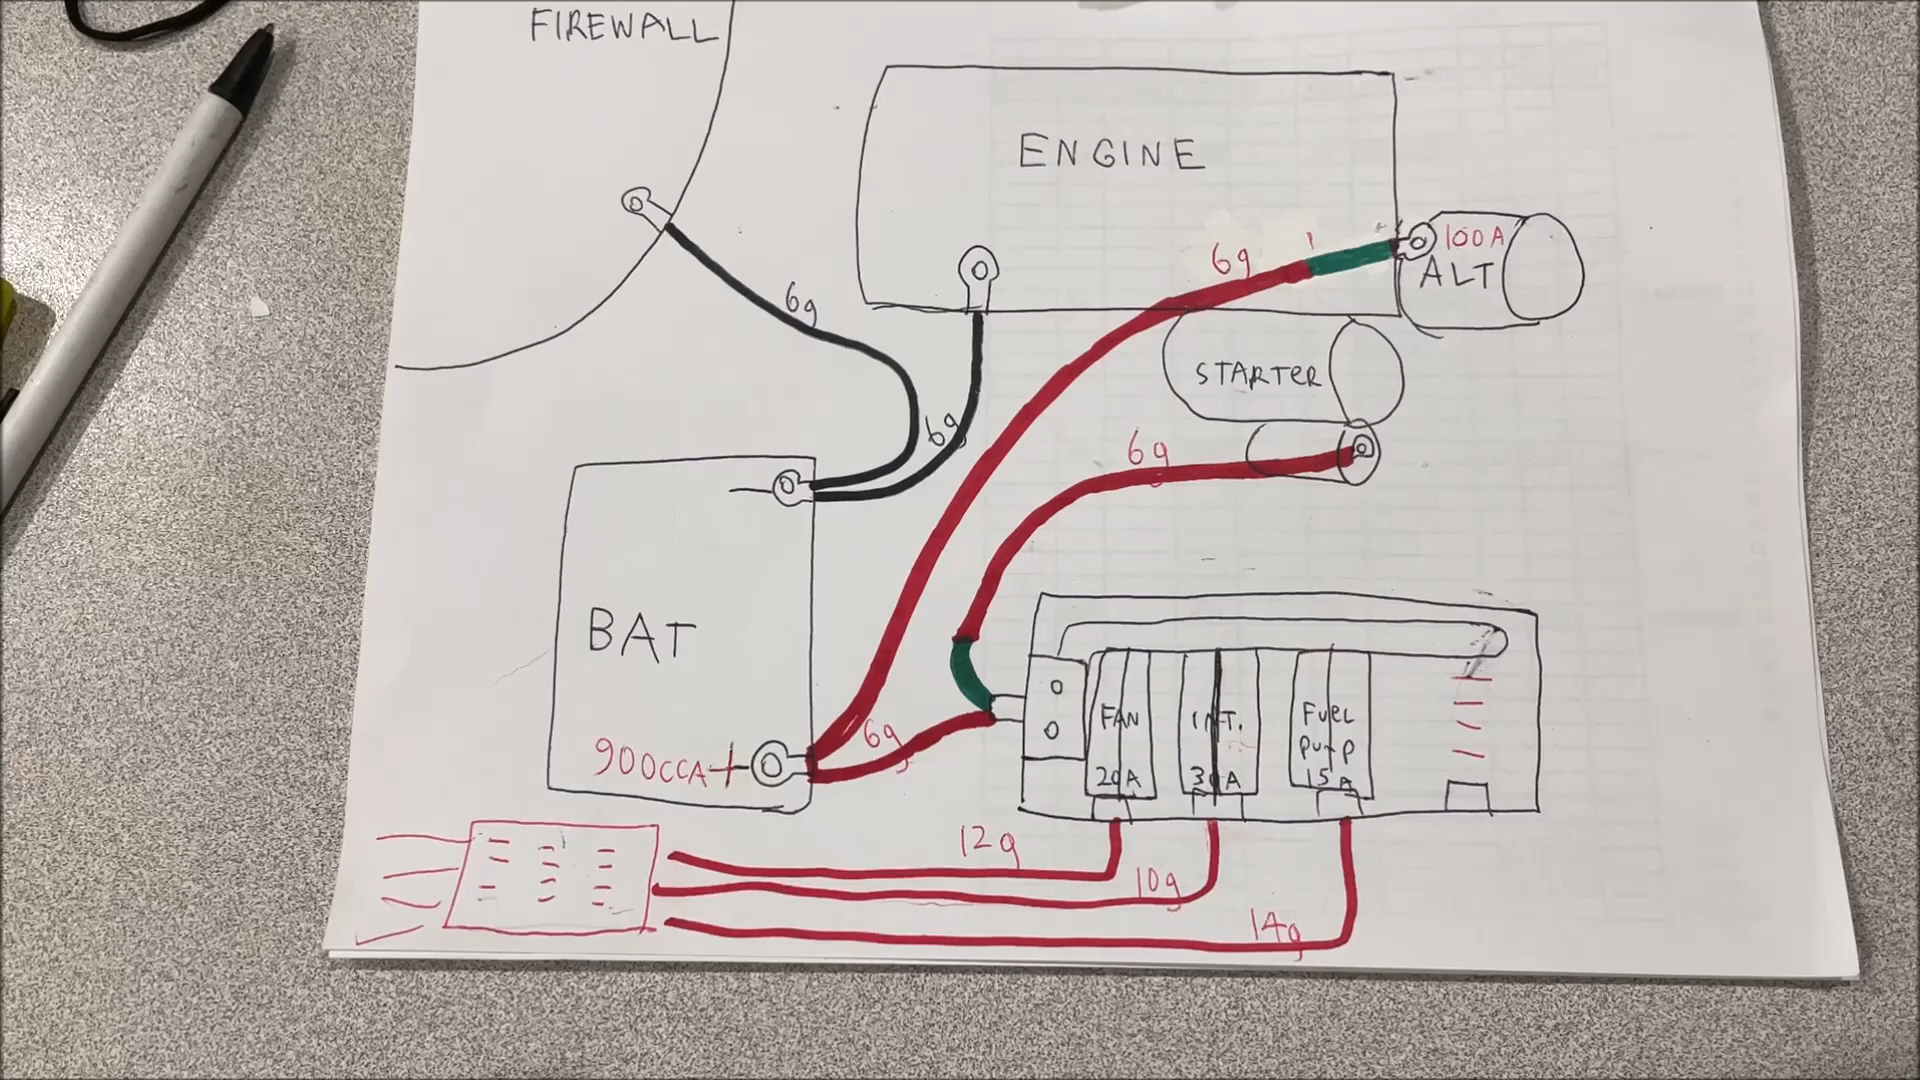 FIREWALL
ENGINE
6g
100A
ALT
6g
STARTER
6g
6g
BAT
6g
900CCA+
FAN
20A
INT.
30A
FUEL
PUMP
15A
12g
10g
14g